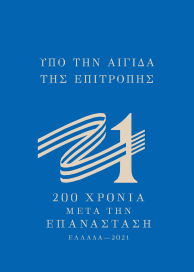 ΥΠΟ ΤΗΝ ΑΙΓΙΔΑ
ΤΗΣ ΕΠΙΤΡΟΠΗΣ
21
200 ΧΡΟΝΙΑ
ΜΕΤΑ ΤΗΝ
ΕΠΑΝΑΣΤΑΣΗ
ΕΛΛΑΔΑ—2021